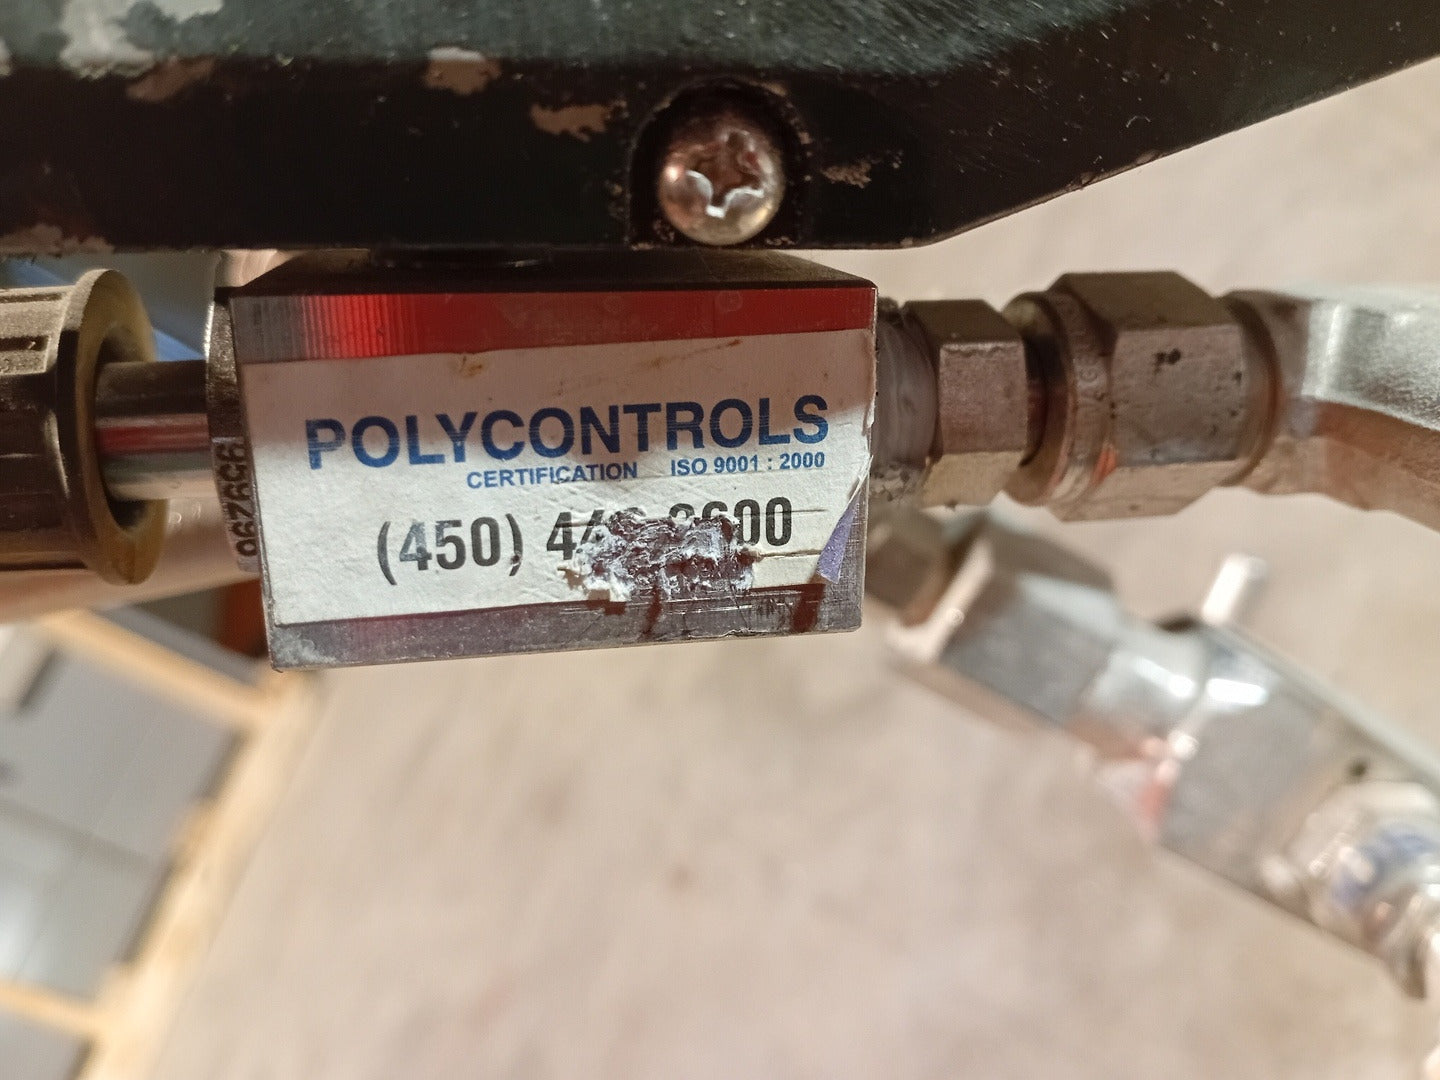 POLYCONTROLS
CERTIFICATION ISO 9001 : 2000
(450)